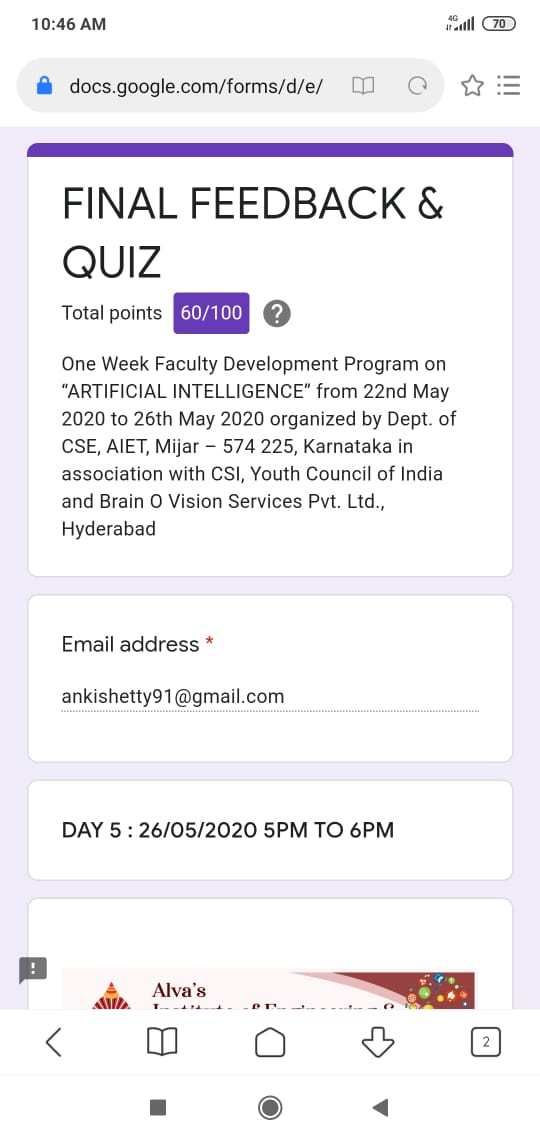 10:46 AM
4G
70
docs.google.com/forms/d/e/
FINAL FEEDBACK &
QUIZ
Total points 60/100 ?
One Week Faculty Development Program on
“ARTIFICIAL INTELLIGENCE” from 22nd May
2020 to 26th May 2020 organized by Dept. of
CSE, AIET, Mijar – 574 225, Karnataka in
association with CSI, Youth Council of India
and Brain O Vision Services Pvt. Ltd.,
Hyderabad
Email address *
ankishetty91@gmail.com
DAY 5 : 26/05/2020 5PM TO 6PM
!
Alva's
2